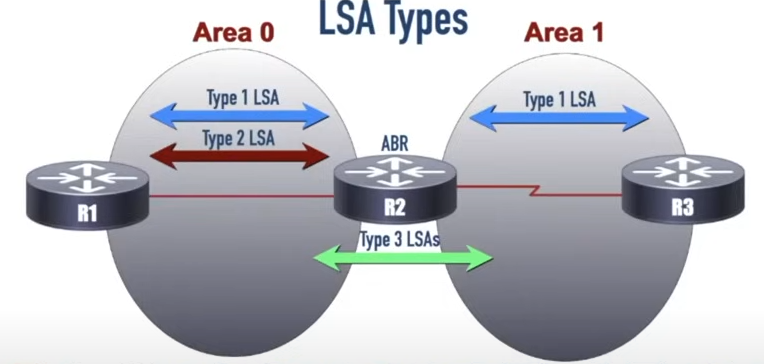 LSA Types
Area 0
Area 1
Type 1 LSA
Type 1 LSA
Type 2 LSA
ABR
R1
R2
R3
Type 3 LSAs